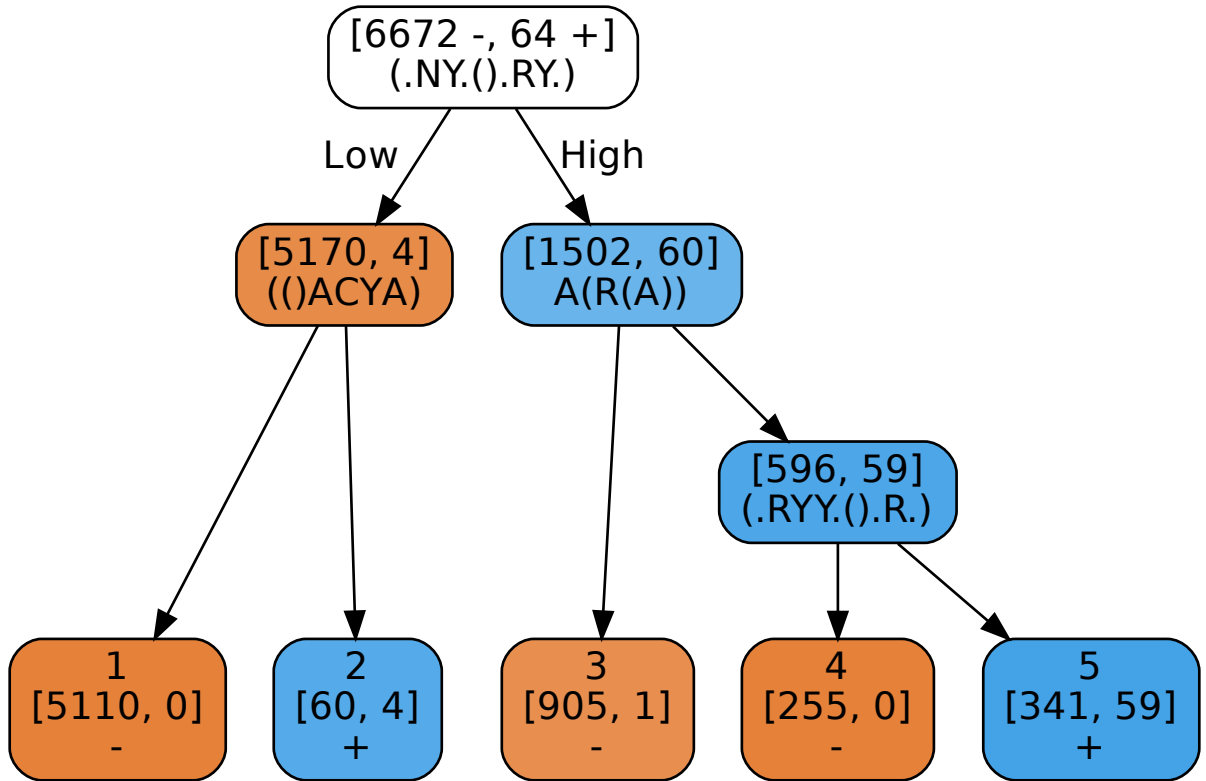 [6672 -, 64 +]
(.NY.().RY.)
Low
High
[5170, 4]
(()ACYA)
[1502, 60]
A(R(A))
[596, 59]
(.RYY.().R.)
1
[5110, 0]
-
2
[60, 4]
+
3
[905, 1]
-
4
[255, 0]
-
5
[341, 59]
+